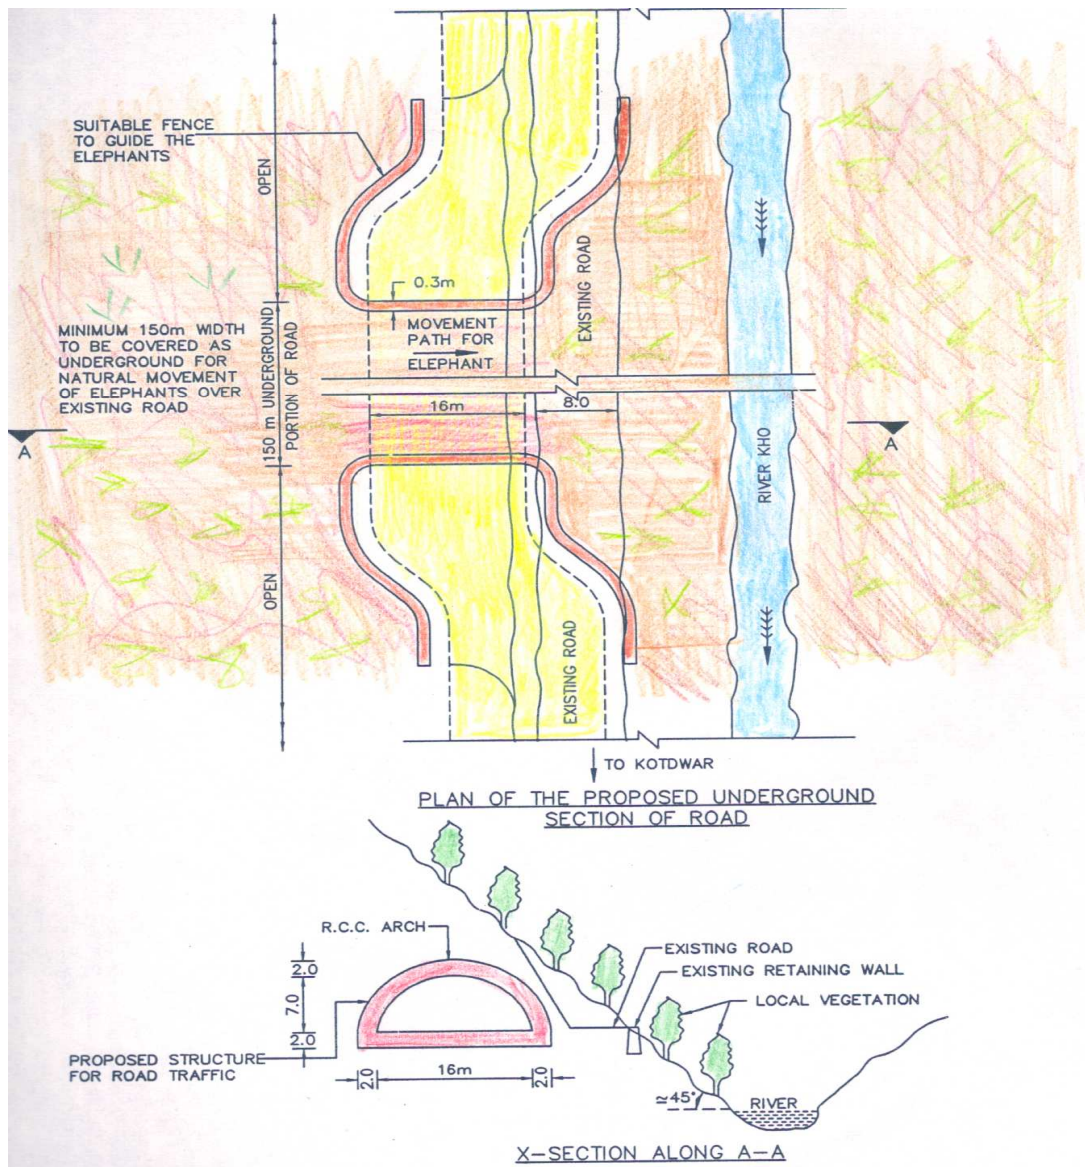 SUITABLE FENCE
TO GUIDE THE
ELEPHANTS
OPEN
0.3m
MOVEMENT
PATH FOR
ELEPHANT
EXISTING ROAD
MINIMUM 150m WIDTH
TO BE COVERED AS
UNDERGROUND FOR
NATURAL MOVEMENT
OF ELEPHANTS OVER
EXISTING ROAD
150 m UNDERGROUND
PORTION OF ROAD
16m
8.0
A
A
RIVER KHO
OPEN
EXISTING ROAD
TO KOTDWAR
PLAN OF THE PROPOSED UNDERGROUND
SECTION OF ROAD
R.C.C. ARCH
2.0
7.0
2.0
EXISTING ROAD
EXISTING RETAINING WALL
LOCAL VEGETATION
PROPOSED STRUCTURE
FOR ROAD TRAFFIC
2.0
16m
2.0
≃45°
RIVER
X-SECTION ALONG A-A